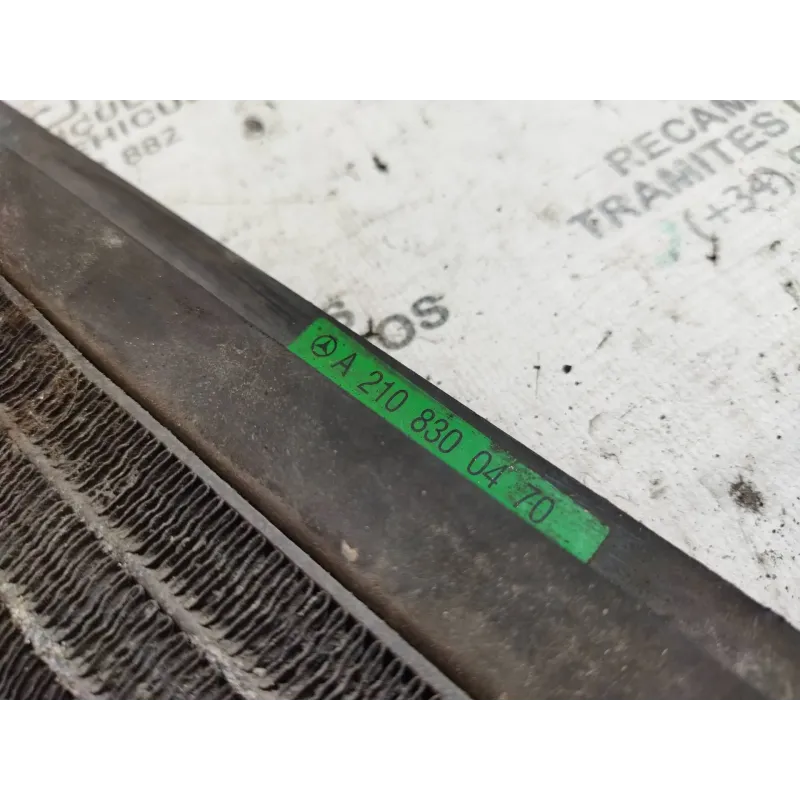 882
RECAM
TRAMITES
(+34)
OS
A 210 830 04 70